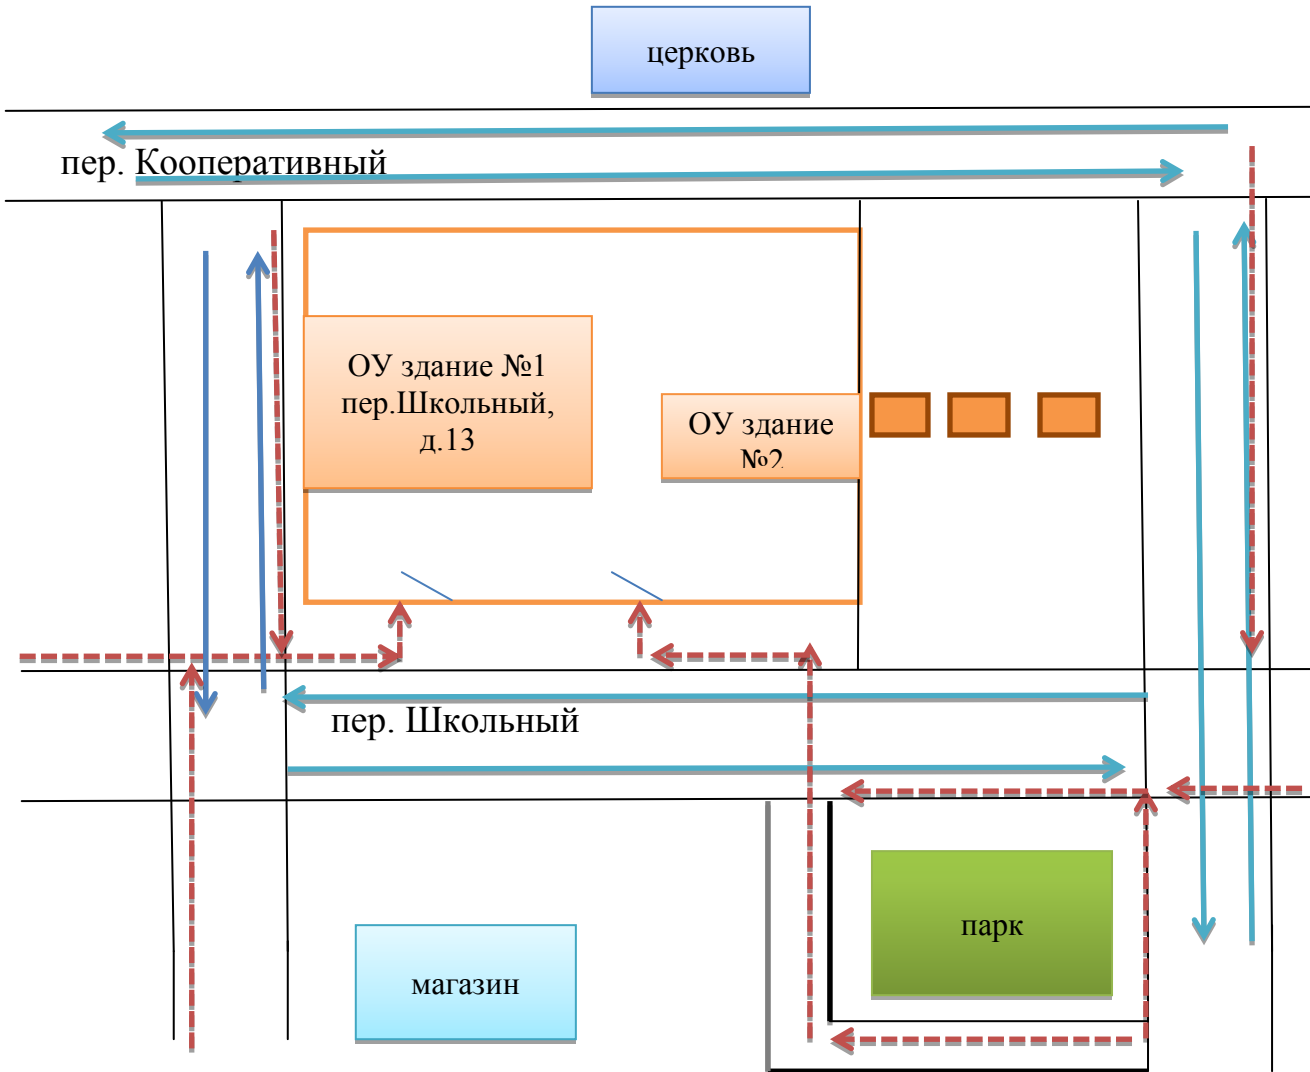 церковь
пер. Кооперативный
ОУ здание №1
пер.Школьный,
д.13
ОУ здание
№2
пер. Школьный
парк
магазин